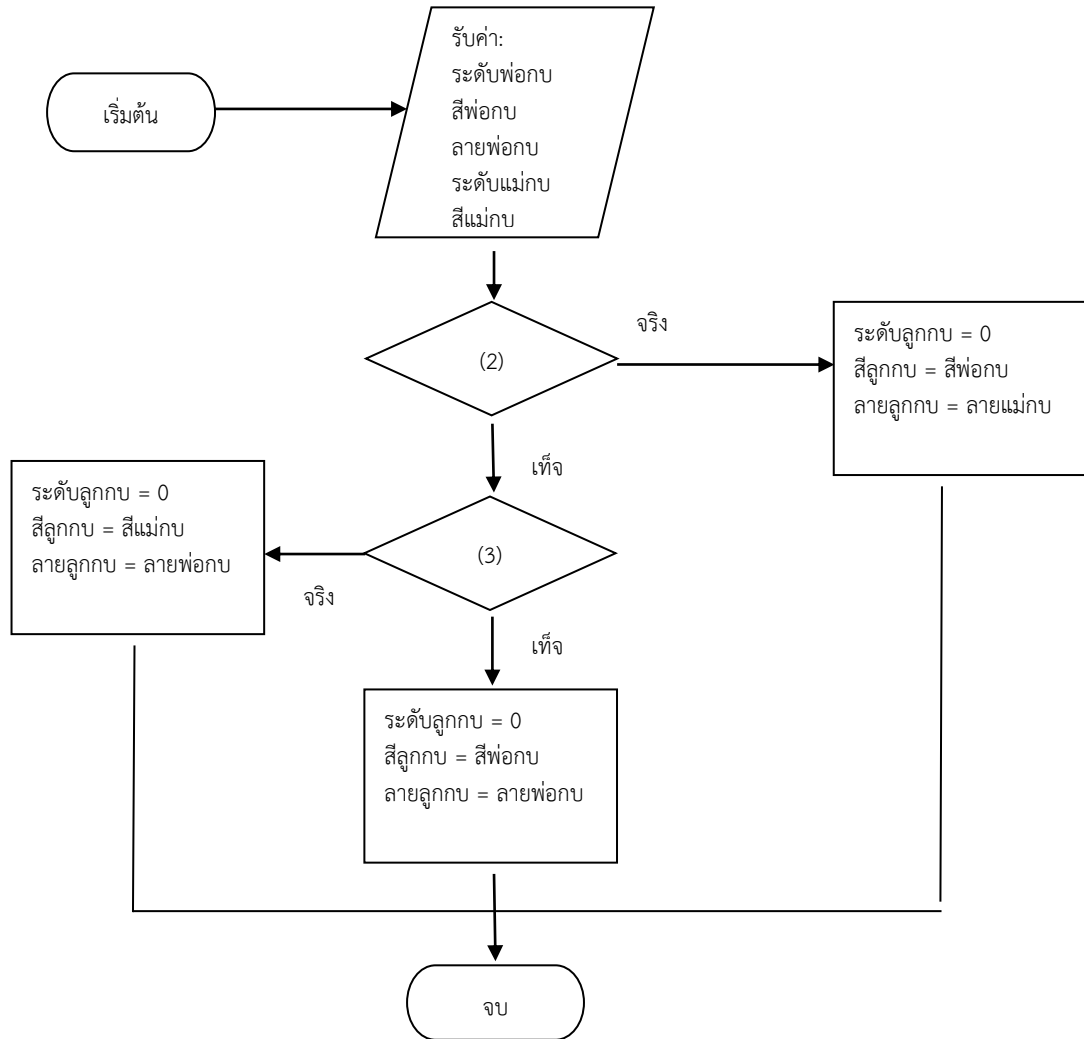 รับค่า:
ระดับพ่อกบ
สีพ่อกบ
ลายพ่อกบ
ระดับแม่กบ
สีแม่กบ
เริ่มต้น
(2)
จริง
ระดับลูกกบ = 0
สีลูกกบ = สีพ่อกบ
ลายลูกกบ = ลายแม่กบ
เท็จ
ระดับลูกกบ = 0
สีลูกกบ = สีแม่กบ
ลายลูกกบ = ลายพ่อกบ
(3)
จริง
เท็จ
ระดับลูกกบ = 0
สีลูกกบ = สีพ่อกบ
ลายลูกกบ = ลายพ่อกบ
จบ